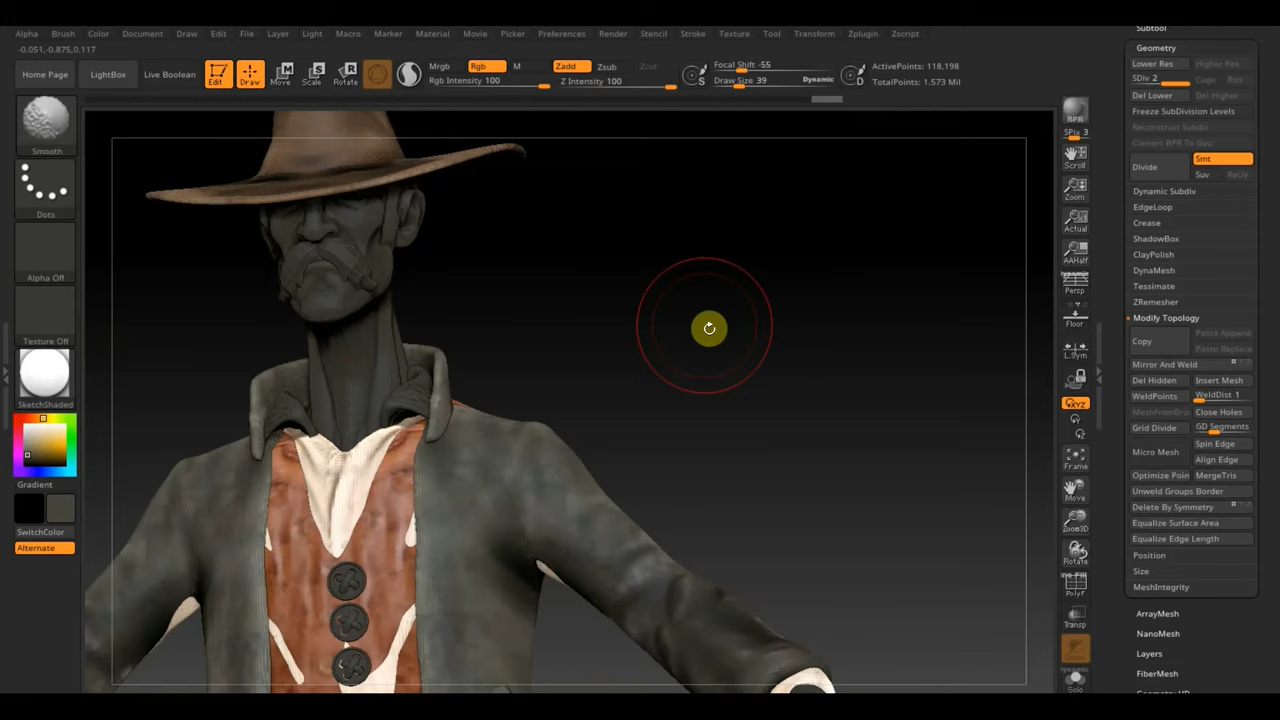 Alpha Brush Color Document Draw Edit File Layer Light Macro Marker Material Movie Picker Preferences Render Stencil Stroke Texture Tool Transform Zplugin Zscript
-0.051,-0.875,0.117
Home Page LightBox Live Boolean Edit Draw Move Scale Rotate
Mrgb Rgb M Zadd Zsub Zcut
Rgb Intensity 100 Z Intensity 100
Focal Shift -55
Draw Size 39 Dynamic
S D
ActivePoints: 118,198
TotalPoints: 1.573 Mil
Smooth
Dots
Alpha Off
Texture Off
SketchShaded
Gradient
SwitchColor
Alternate
BPR
SPix 3
Scroll
Zoom
Actual
AAHalf
Dynamic
Persp
Floor
L.Sym
XYZ
Frame
Move
Zoom3D
Rotate
Line Fill
PolyF
Transp
Dynamic
Solo
Subtool
Geometry
Lower Res Higher Res
SDiv 2 Cage Rstr
Del Lower Del Higher
Freeze SubDivision Levels
Reconstruct Subdiv
Convert BPR To Geo
Divide Smt
Suv ReUV
Dynamic Subdiv
EdgeLoop
Crease
ShadowBox
ClayPolish
DynaMesh
Tessimate
ZRemesher
Modify Topology
Copy Paste Append
Paste Replace
Mirror And Weld
Del Hidden Insert Mesh
WeldPoints WeldDist 1
MeshFromBru Close Holes
Grid Divide GD Segments
Micro Mesh Spin Edge
Align Edge
Optimize Poin MergeTris
Unweld Groups Border
Delete By Symmetry
Equalize Surface Area
Equalize Edge Length
Position
Size
MeshIntegrity
ArrayMesh
NanoMesh
Layers
FiberMesh